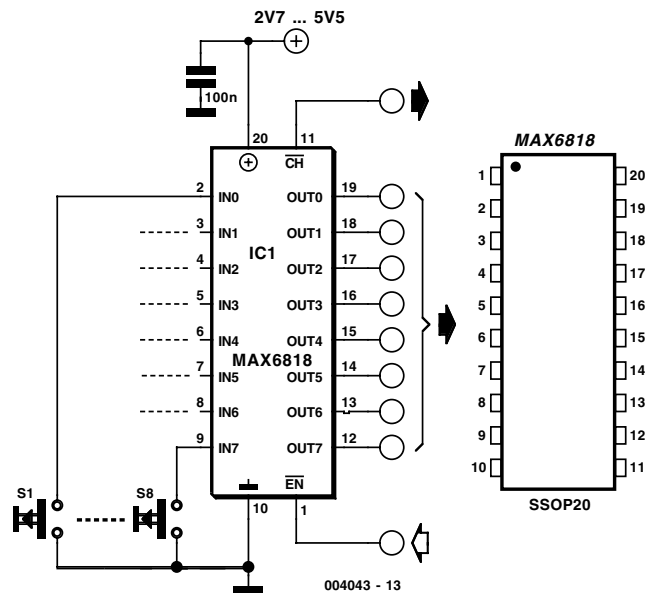 2V7 ... 5V5
100n
20
11
CH
2
IN0
OUT0
19
3
IN1
OUT1
18
IC1
4
IN2
OUT2
17
5
IN3
OUT3
16
6
IN4
OUT4
15
MAX6818
7
IN5
OUT5
14
8
IN6
OUT6
13
9
IN7
OUT7
12
EN
10
1
S1
S8
004043 - 13
MAX6818
1
20
2
19
3
18
4
17
5
16
6
15
7
14
8
13
9
12
10
11
SSOP20